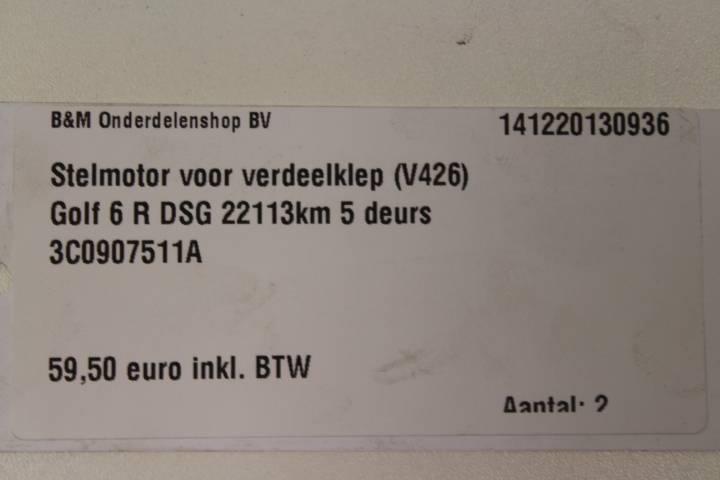 B&M Onderdelenshop BV 141220130936
Stelmotor voor verdeelklep (V426)
Golf 6 R DSG 22113km 5 deurs
3C0907511A
59,50 euro inkl. BTW
Aantal: 2